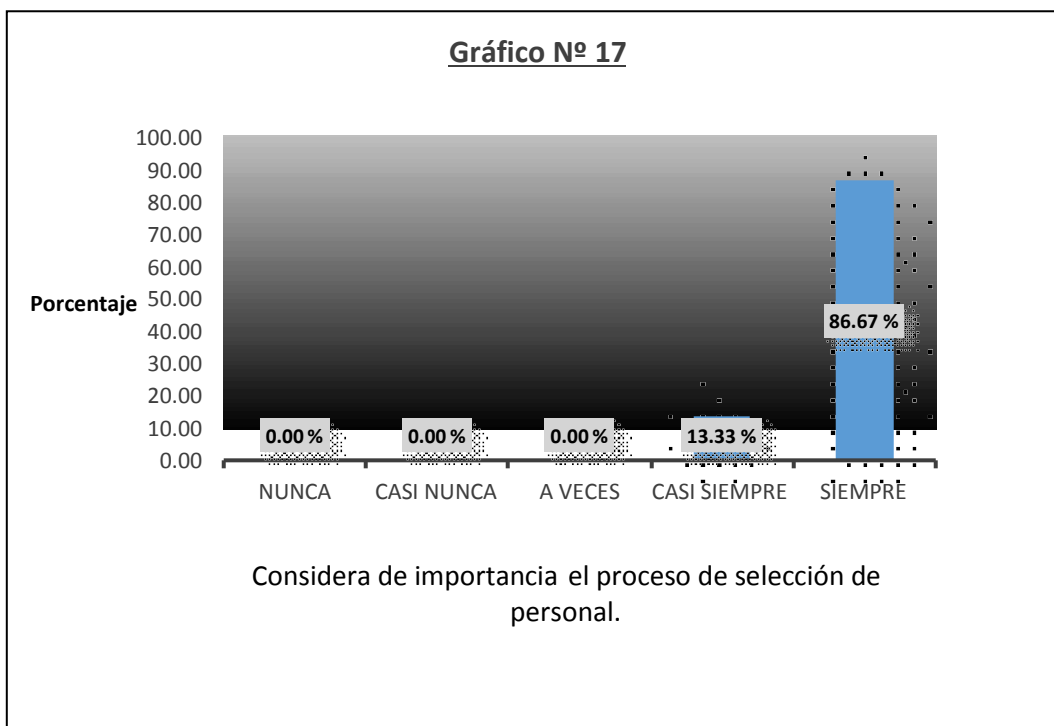 Gráfico Nº 17
100.00
90.00
80.00
70.00
60.00
50.00
40.00
30.00
20.00
10.00
0.00
Porcentaje
0.00 %
0.00 %
0.00 %
13.33 %
86.67 %
NUNCA
CASI NUNCA
A VECES
CASI SIEMPRE
SIEMPRE
Considera de importancia el proceso de selección de
personal.